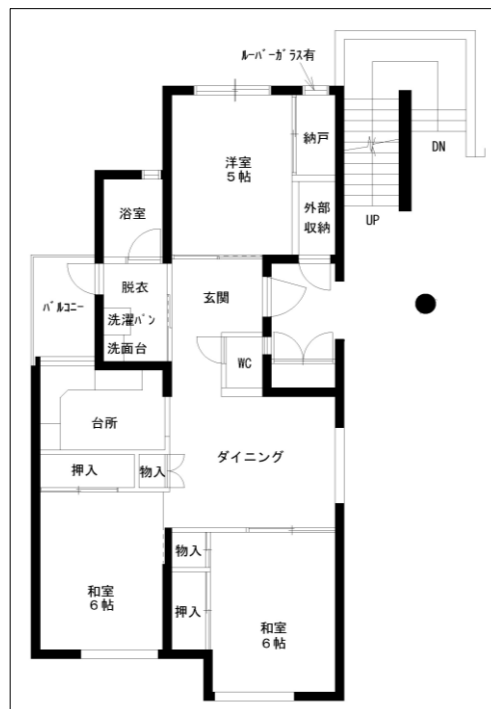 ルーバーガラス有
納戸
洋室
5帖
外部
収納
DN
UP
浴室
脱衣
玄関
バルコニー
洗濯パン
洗面台
WC
台所
ダイニング
押入
物入
物入
和室
6帖
押入
和室
6帖